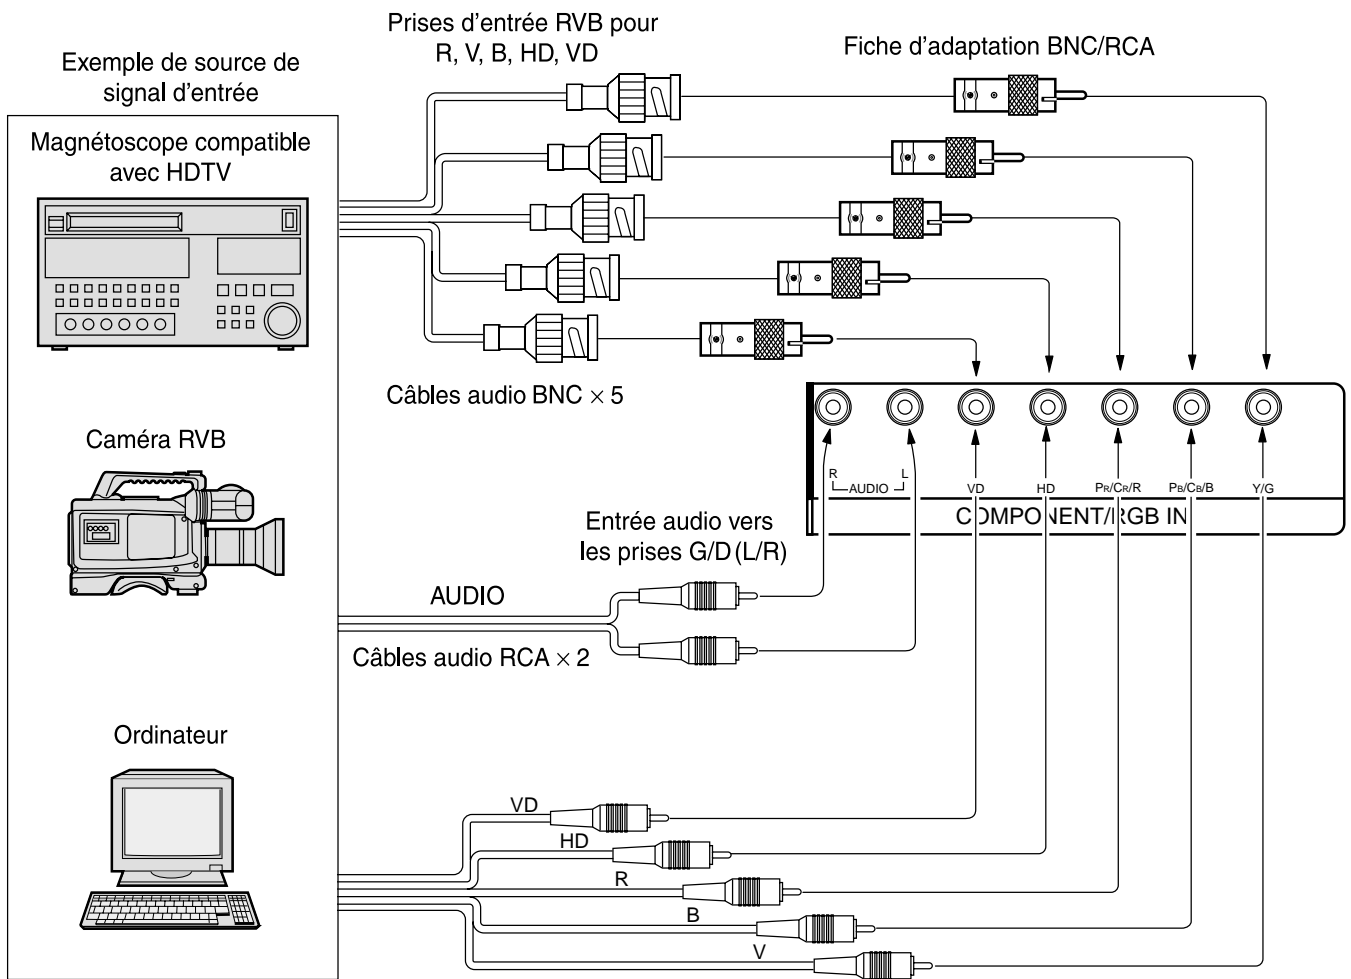 Prises d'entrée RVB pour
R, V, B, HD, VD
Fiche d'adaptation BNC/RCA
Exemple de source de
signal d'entrée
Magnétoscope compatible
avec HDTV
Câbles audio BNC × 5
Caméra RVB
R
L
AUDIO
VD
HD
PR/CR/R
PB/CB/B
Y/G
COMPONENT/RGB IN
Entrée audio vers
les prises G/D (L/R)
AUDIO
Câbles audio RCA × 2
Ordinateur
VD
HD
R
B
V